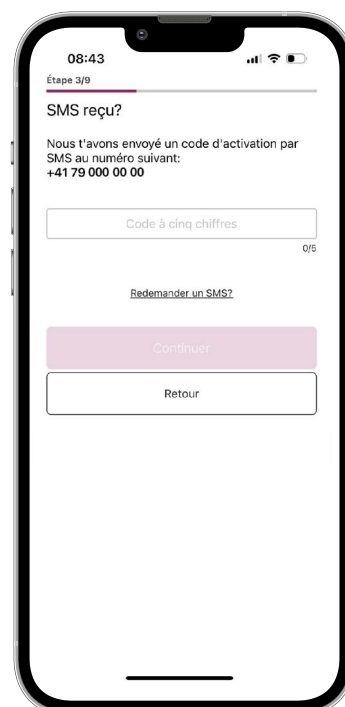 08:43
Étape 3/9
SMS reçu?
Nous t'avons envoyé un code d'activation par
SMS au numéro suivant:
+41 79 000 00 00
Code à cinq chiffres
0/5
Redemander un SMS?
Continuer
Retour